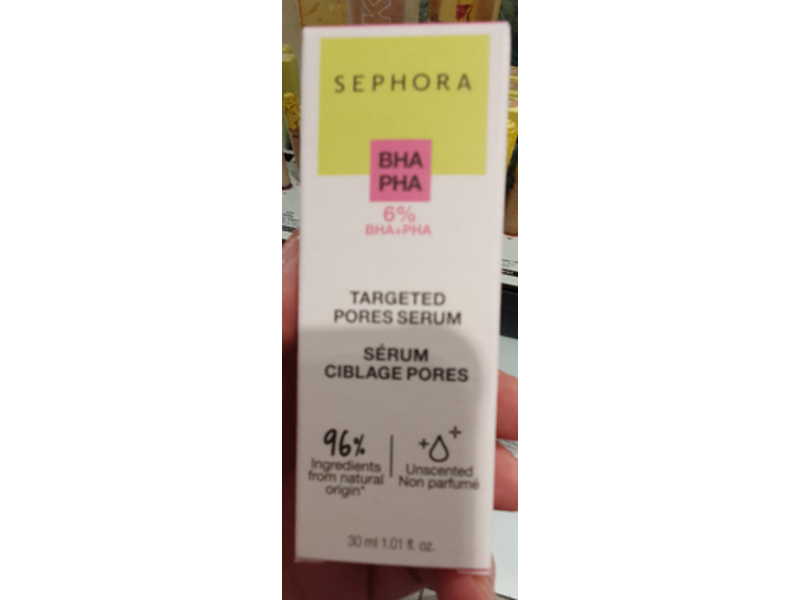 SEPHORA
BHA
PHA
6%
BHA+PHA
TARGETED
PORES SERUM
SÉRUM
CIBLAGE PORES
96%
Ingredients
from natural
origin*
Unscented
Non parfumé
30 ml 1.01 fl. oz.